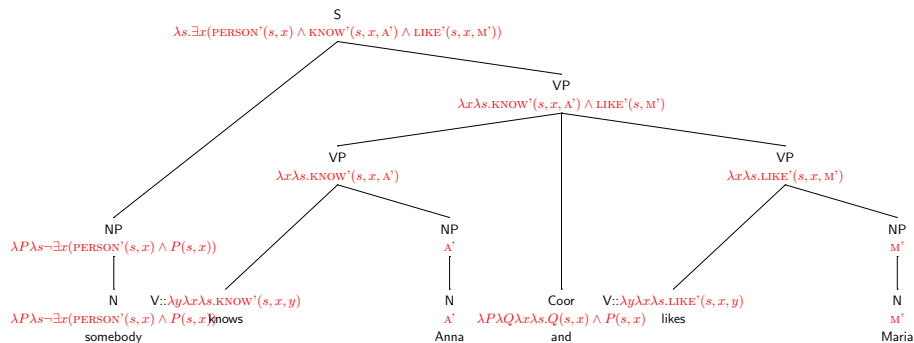 S
λs.∃x(PERSON'(s, x) ∧ KNOW'(s, x, A') ∧ LIKE'(s, x, M'))
VP
λxλs.KNOW'(s, x, A') ∧ LIKE'(s, M')
VP VP
λxλs.KNOW'(s, x, A') λxλs.LIKE'(s, x, M')
NP NP NP
λPλs¬∃x(PERSON'(s, x) ∧ P(s, x)) A' M'
N V::λyλxλs.KNOW'(s, x, y) N Coor V::λyλxλs.LIKE'(s, x, y) N
λPλs¬∃x(PERSON'(s, x) ∧ P(s, x)) knows A' λPλQλxλs.Q(s, x) ∧ P(s, x) likes M'
somebody Anna and Maria